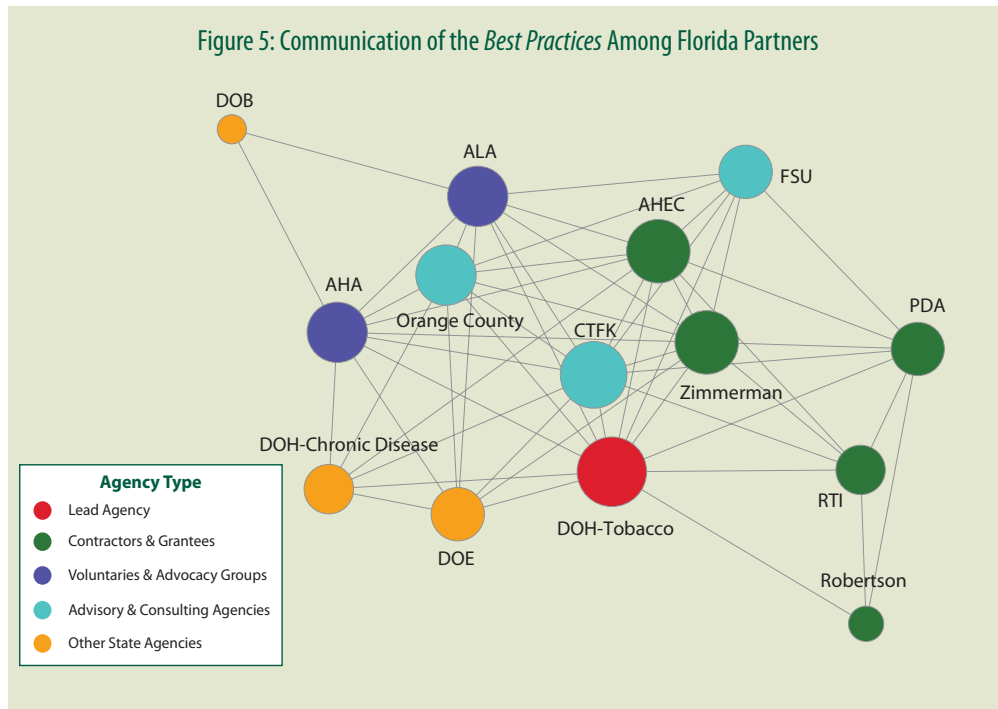 Figure 5: Communication of the Best Practices Among Florida Partners
DOB
ALA
FSU
AHEC
AHA
PDA
Orange County
CTFK
Zimmerman
DOH-Chronic Disease
RTI
DOH-Tobacco
DOE
Robertson
Agency Type
Lead Agency
Contractors & Grantees
Voluntaries & Advocacy Groups
Advisory & Consulting Agencies
Other State Agencies